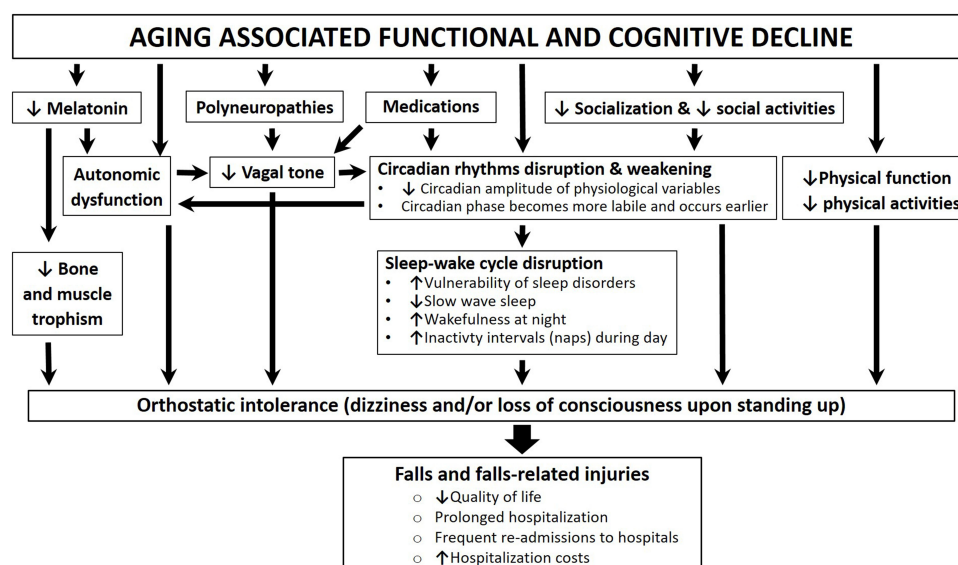 AGING ASSOCIATED FUNCTIONAL AND COGNITIVE DECLINE
↓ Melatonin
Polyneuropathies
Medications
↓ Socialization & ↓ social activities
Autonomic
dysfunction
↓ Vagal tone
Circadian rhythms disruption & weakening
• ↓ Circadian amplitude of physiological variables
• Circadian phase becomes more labile and occurs earlier
↓Physical function
↓ physical activities
↓ Bone
and muscle
trophism
Sleep-wake cycle disruption
• ↑Vulnerability of sleep disorders
• ↓Slow wave sleep
• ↑Wakefulness at night
• ↑Inactivty intervals (naps) during day
Orthostatic intolerance (dizziness and/or loss of consciousness upon standing up)
Falls and falls-related injuries
○ ↓Quality of life
○ Prolonged hospitalization
○ Frequent re-admissions to hospitals
○ ↑Hospitalization costs